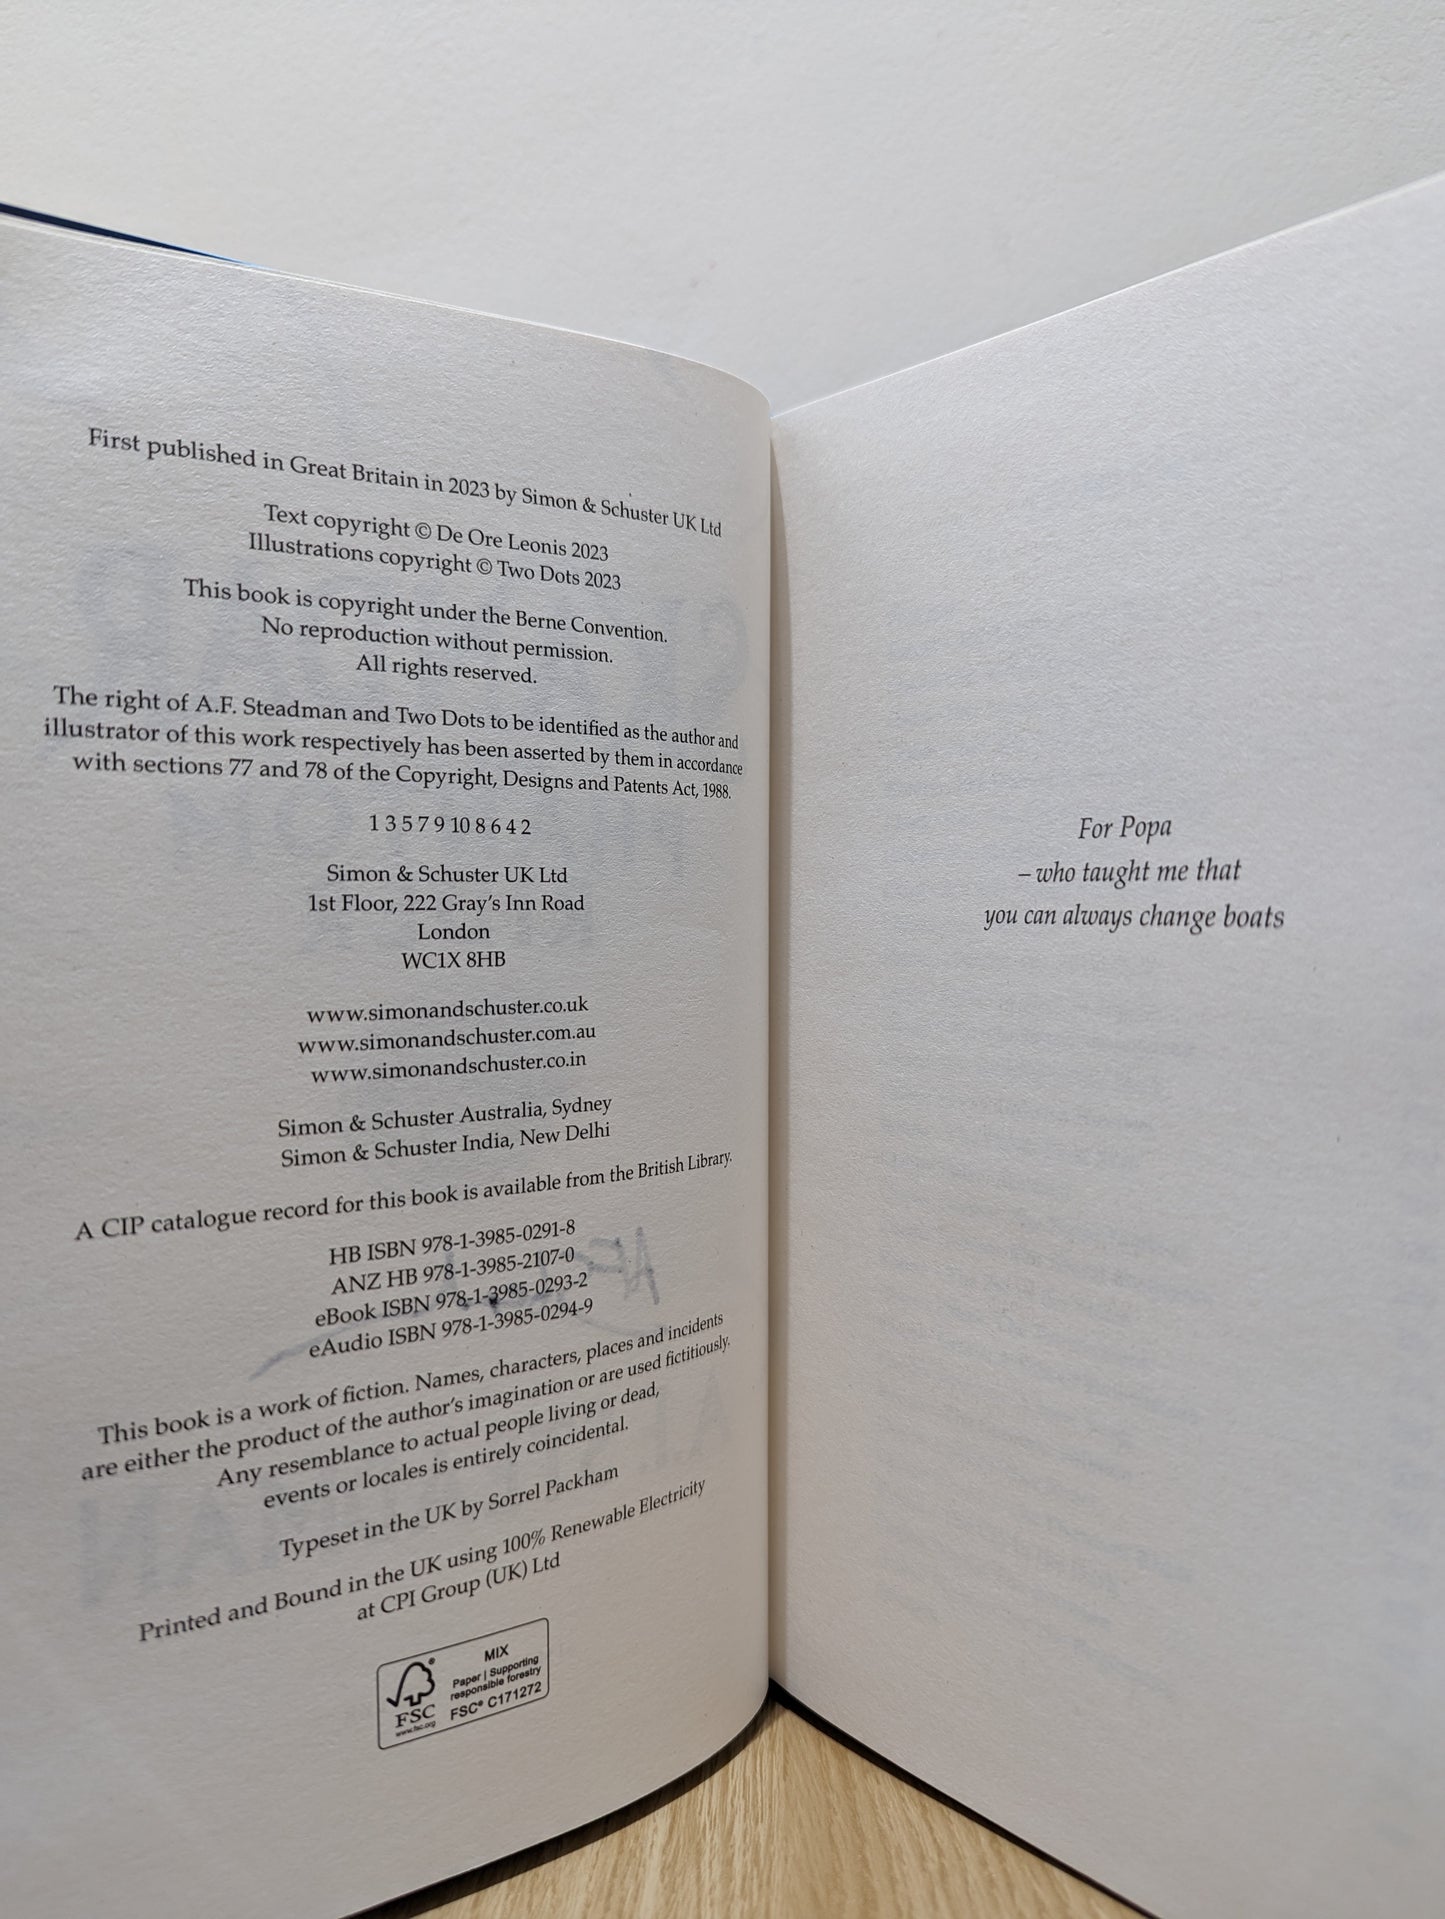 First published in Great Britain in 2023 by Simon & Schuster UK Ltd
Text copyright © De Ore Leonis 2023
Illustrations copyright © Two Dots 2023
This book is copyright under the Berne Convention.
No reproduction without permission.
All rights reserved.
The right of A.F. Steadman and Two Dots to be identified as the author and
illustrator of this work respectively has been asserted by them in accordance
with sections 77 and 78 of the Copyright, Designs and Patents Act, 1988.
1 3 5 7 9 10 8 6 4 2
Simon & Schuster UK Ltd
1st Floor, 222 Gray's Inn Road
London
WC1X 8HB
www.simonandschuster.co.uk
www.simonandschuster.com.au
www.simonandschuster.co.in
Simon & Schuster Australia, Sydney
Simon & Schuster India, New Delhi
A CIP catalogue record for this book is available from the British Library.
HB ISBN 978-1-3985-0291-8
ANZ HB 978-1-3985-2107-0
eBook ISBN 978-1-3985-0293-2
eAudio ISBN 978-1-3985-0294-9
This book is a work of fiction. Names, characters, places and incidents
are either the product of the author's imagination or are used fictitiously.
Any resemblance to actual people living or dead,
events or locales is entirely coincidental.
Typeset in the UK by Sorrel Packham
Printed and Bound in the UK using 100% Renewable Electricity
at CPI Group (UK) Ltd
FSC
www.fsc.org
MIX
Paper | Supporting
responsible forestry
FSC® C171272
For Popa
– who taught me that
you can always change boats